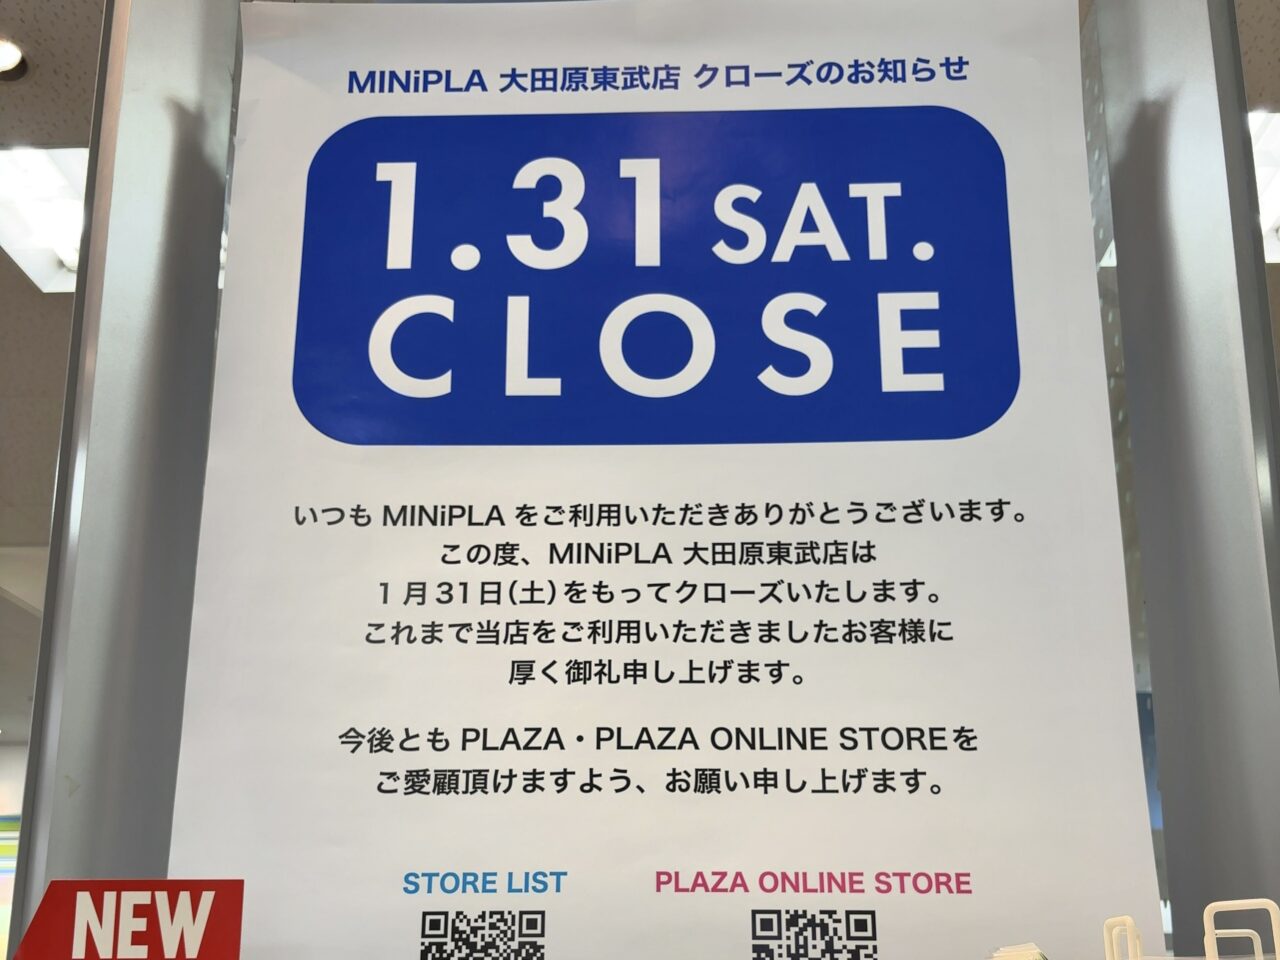 MINiPLA 大田原東武店 クローズのお知らせ
1.31 SAT.
CLOSE
いつも MINiPLA をご利用いただきありがとうございます。
この度、MINiPLA 大田原東武店は
1月31日(土)をもってクローズいたします。
これまで当店をご利用いただきましたお客様に
厚く御礼申し上げます。
今後とも PLAZA・PLAZA ONLINE STOREを
ご愛顧頂けますよう、お願い申し上げます。
STORE LIST
PLAZA ONLINE STORE
NEW